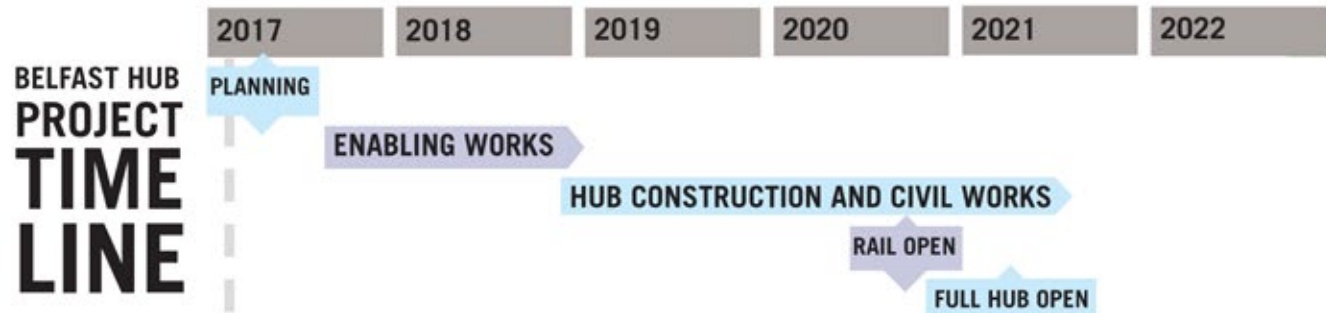 2017 2018 2019 2020 2021 2022
BELFAST HUB
PROJECT
TIME
LINE
PLANNING
ENABLING WORKS
HUB CONSTRUCTION AND CIVIL WORKS
RAIL OPEN
FULL HUB OPEN